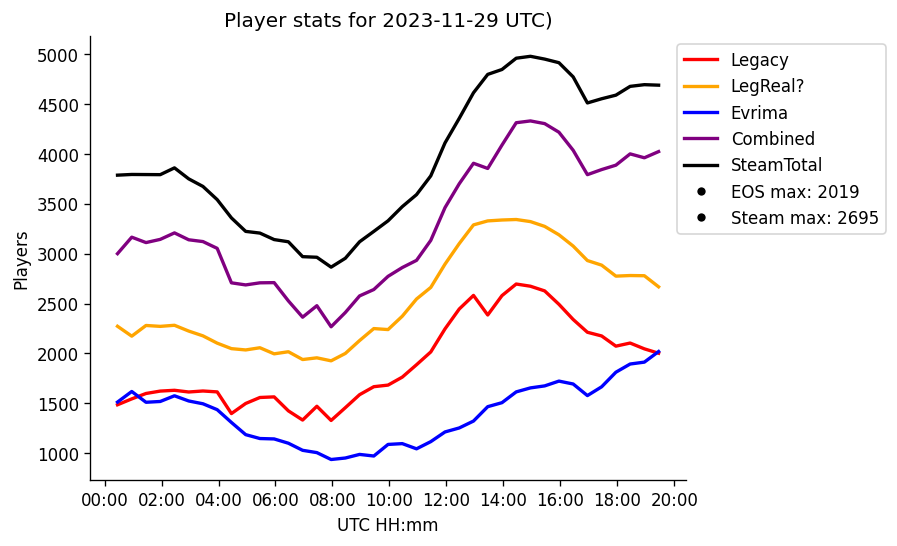 Player stats for 2023-11-29 UTC)
Players
5000
4500
4000
3500
3000
2500
2000
1500
1000
00:00 02:00 04:00 06:00 08:00 10:00 12:00 14:00 16:00 18:00 20:00
UTC HH:mm
Legacy
LegReal?
Evrima
Combined
SteamTotal
EOS max: 2019
Steam max: 2695